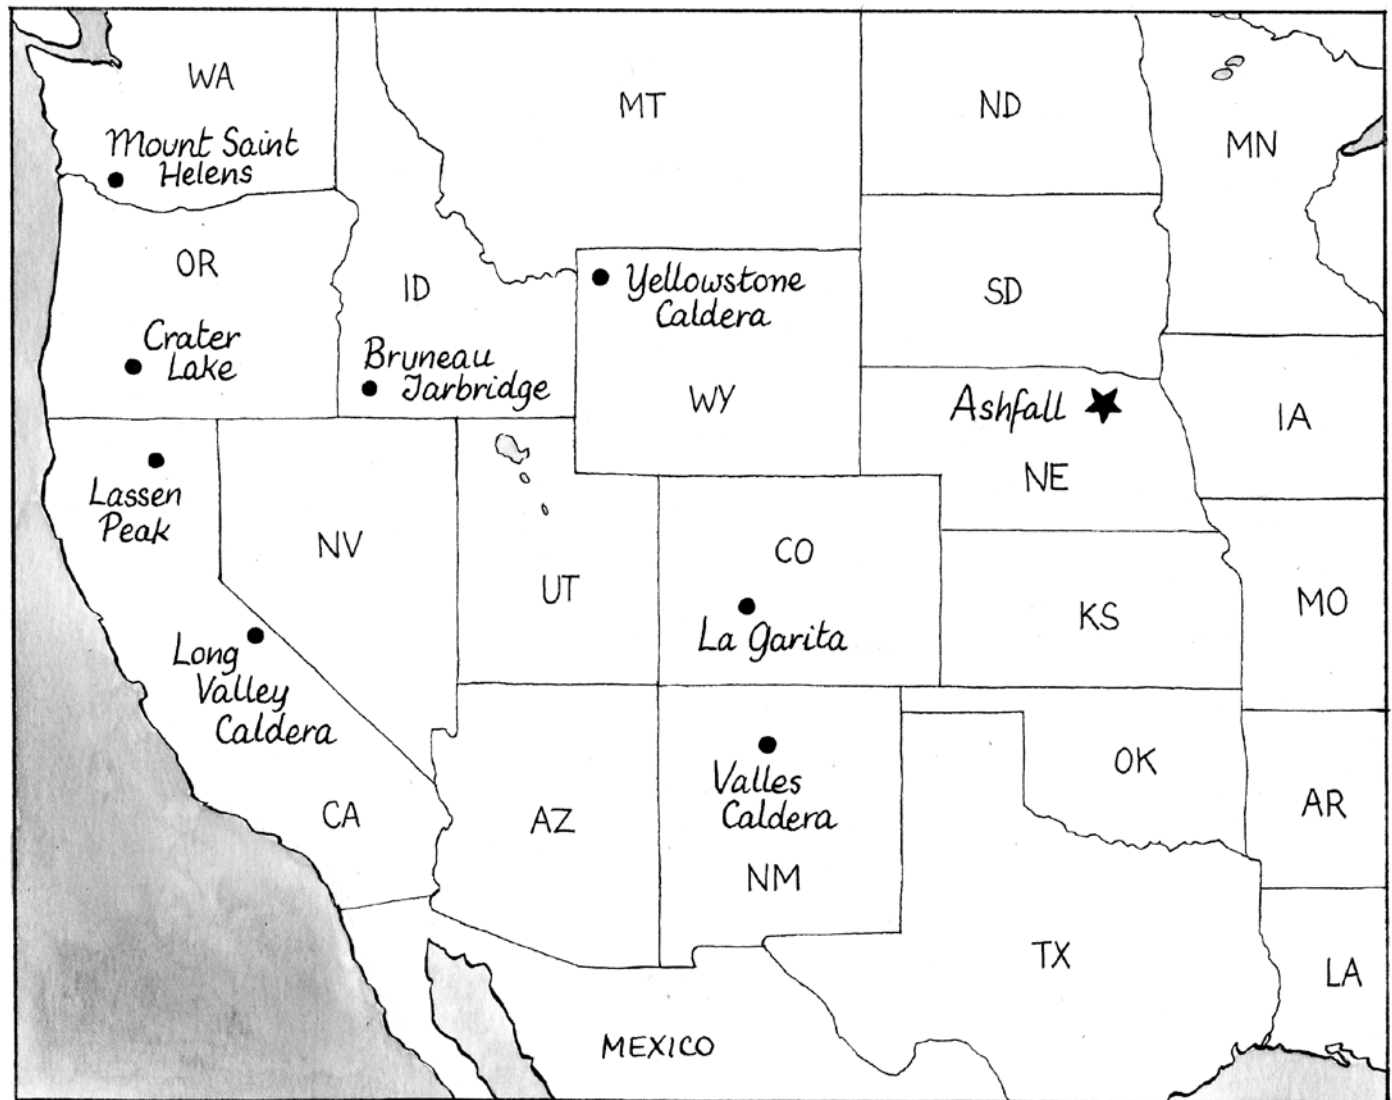 WA
MT
ND
MN
Mount Saint
Helens
OR
ID
Yellowstone
Caldera
SD
Crater
Lake
Bruneau
Jarbridge
WY
Ashfall
IA
NE
Lassen
Peak
NV
UT
CO
KS
MO
La Garita
Long
Valley
Caldera
Valles
Caldera
OK
CA
AZ
AR
NM
TX
LA
MEXICO